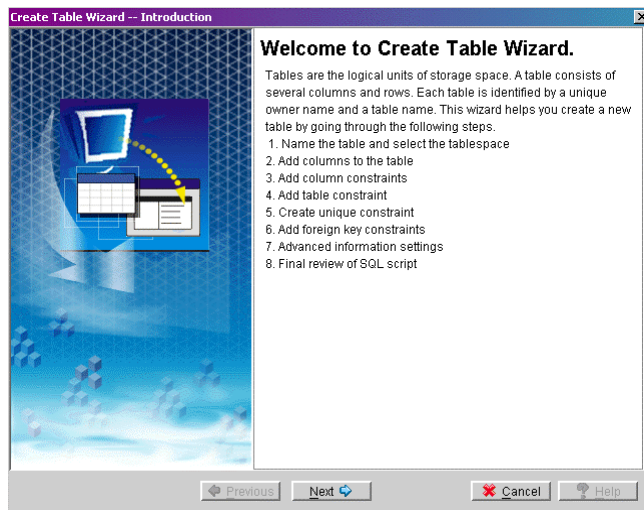 Create Table Wizard -- Introduction
Welcome to Create Table Wizard.
Tables are the logical units of storage space. A table consists of
several columns and rows. Each table is identified by a unique
owner name and a table name. This wizard helps you create a new
table by going through the following steps.
1. Name the table and select the tablespace
2. Add columns to the table
3. Add column constraints
4. Add table constraint
5. Create unique constraint
6. Add foreign key constraints
7. Advanced information settings
8. Final review of SQL script
Previous
Next
Cancel
Help